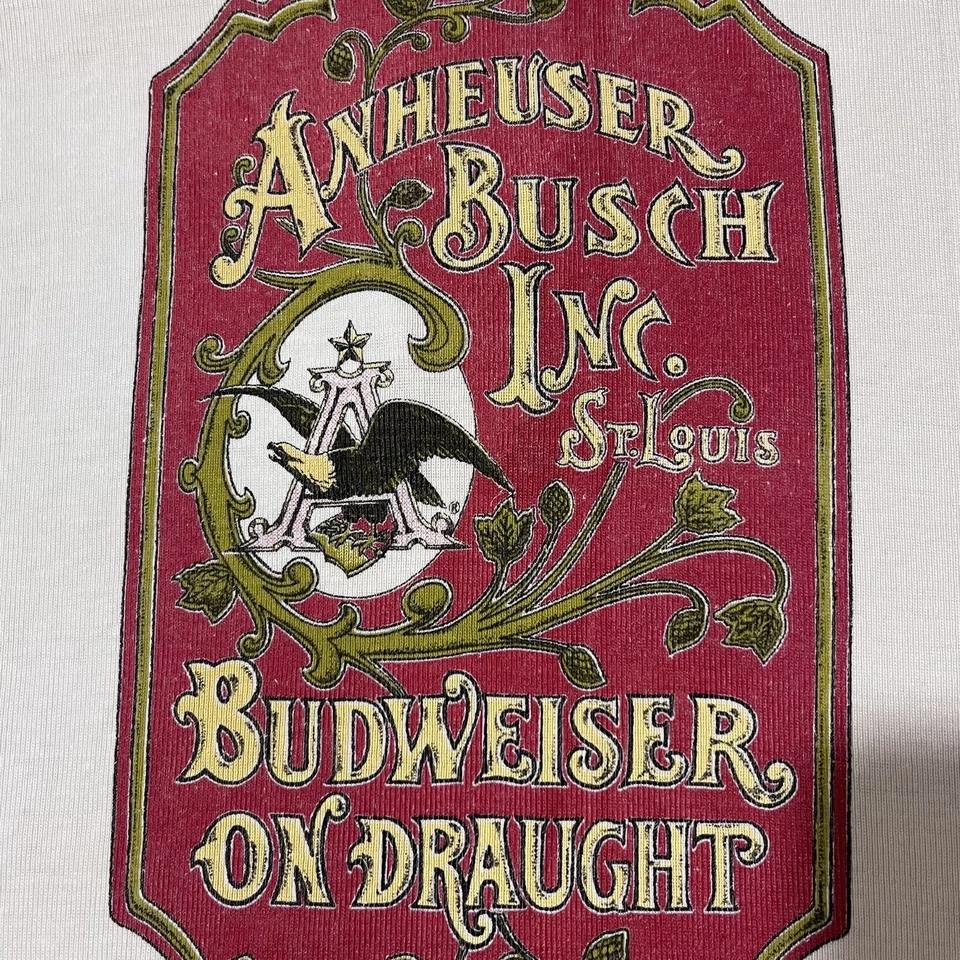 ANHEUSER
BUSCH
INC.
ST. LOUIS
A
®
BUDWEISER
ON DRAUGHT